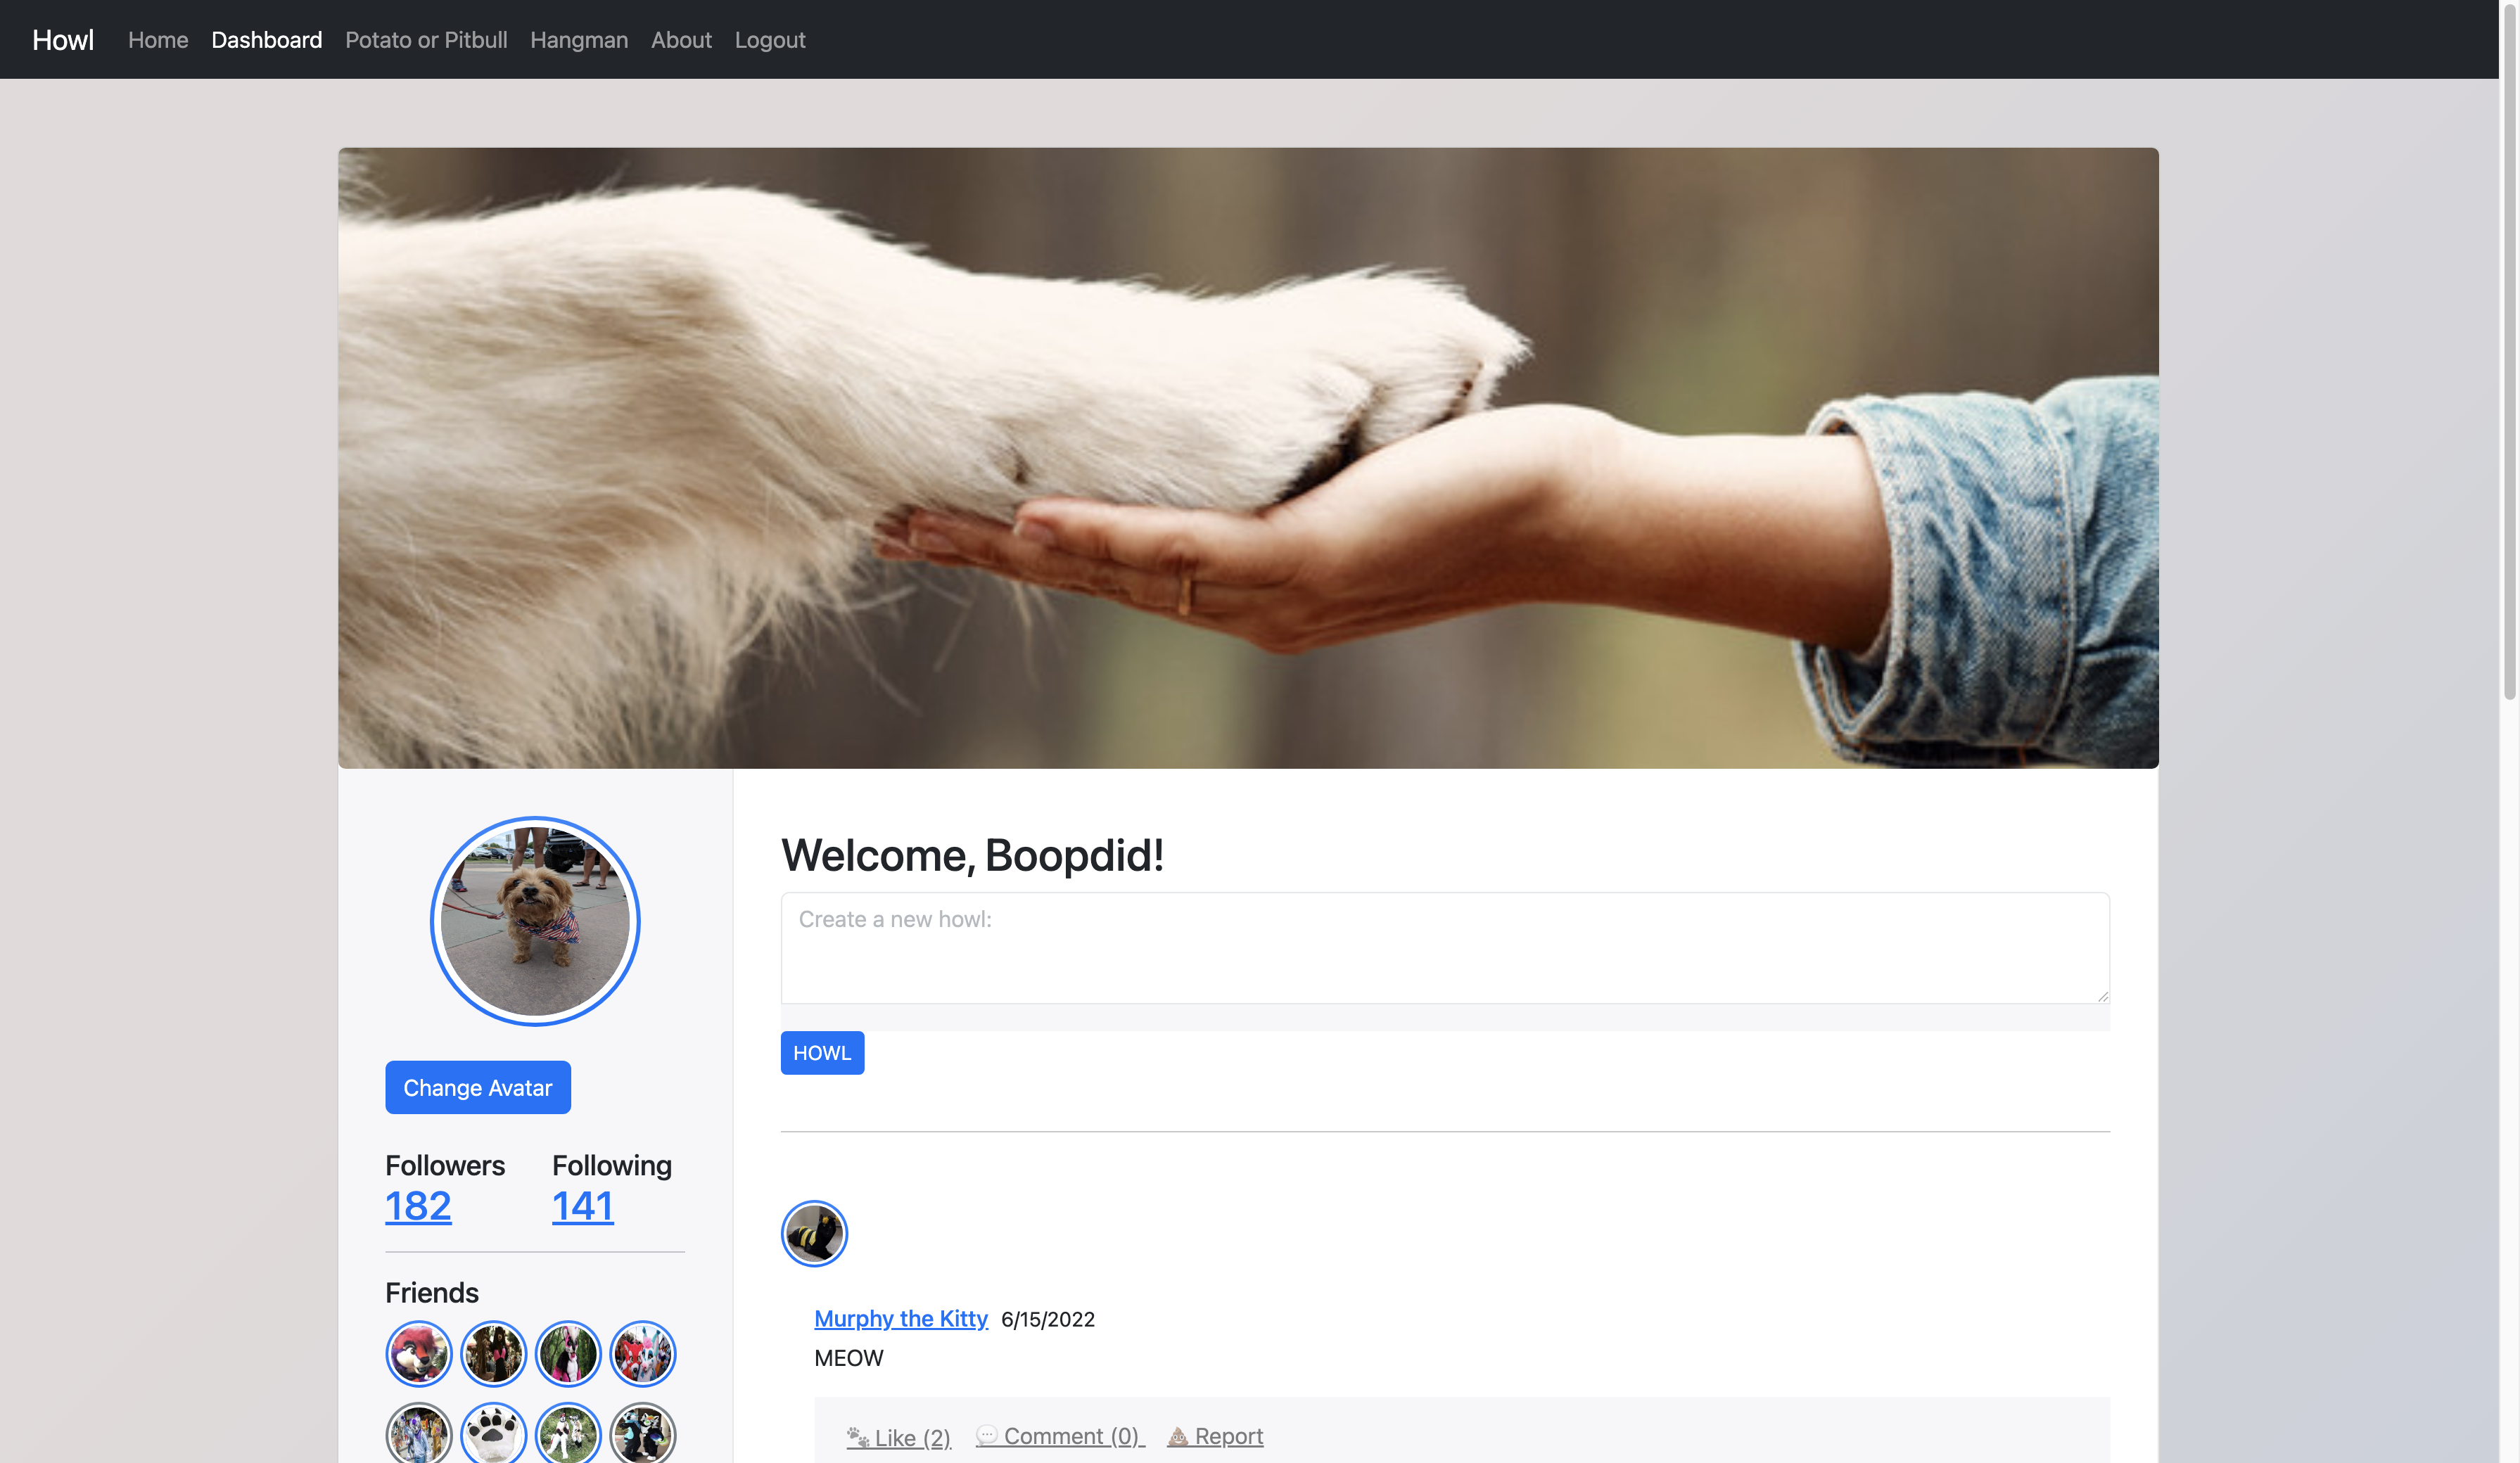 Howl Home Dashboard Potato or Pitbull Hangman About Logout
Change Avatar
Followers Following
182 141
Friends
Welcome, Boopdid!
Create a new howl:
HOWL
Murphy the Kitty 6/15/2022
MEOW
Like (2) Comment (0) Report